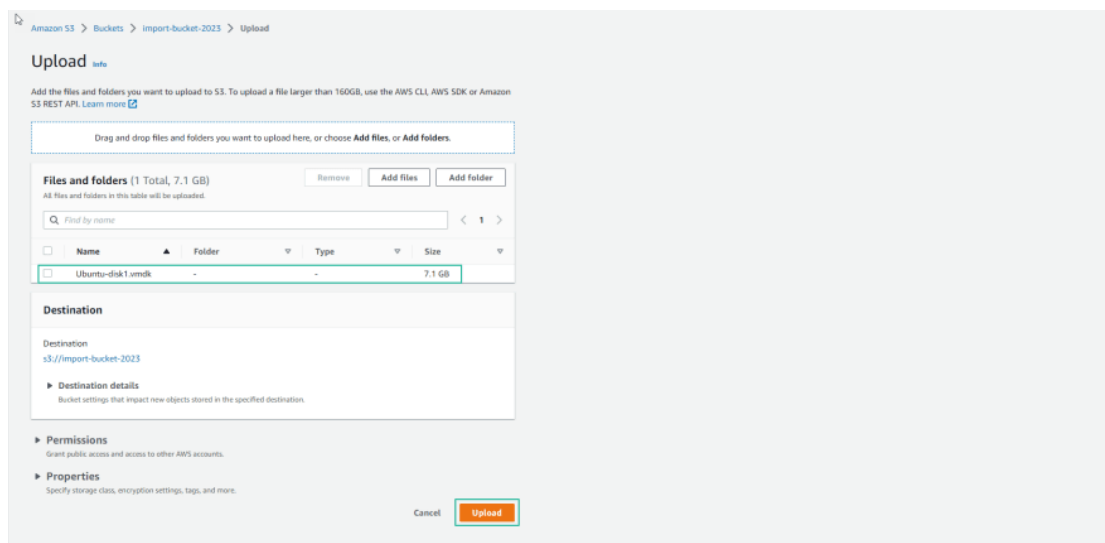 Amazon S3 > Buckets > import-bucket-2023 > Upload
Upload Info
Add the files and folders you want to upload to S3. To upload a file larger than 160GB, use the AWS CLI, AWS SDK or Amazon
S3 REST API. Learn more
Drag and drop files and folders you want to upload here, or choose Add files, or Add folders.
Files and folders (1 Total, 7.1 GB) Remove Add files Add folder
All files and folders in this table will be uploaded.
Find by name < 1 >
Name Folder Type Size
Ubuntu-disk1.vmdk - - 7.1 GB
Destination
Destination
s3://import-bucket-2023
Destination details
Bucket settings that impact new objects stored in the specified destination.
Permissions
Grant public access and access to other AWS accounts.
Properties
Specify storage class, encryption settings, tags, and more.
Cancel Upload